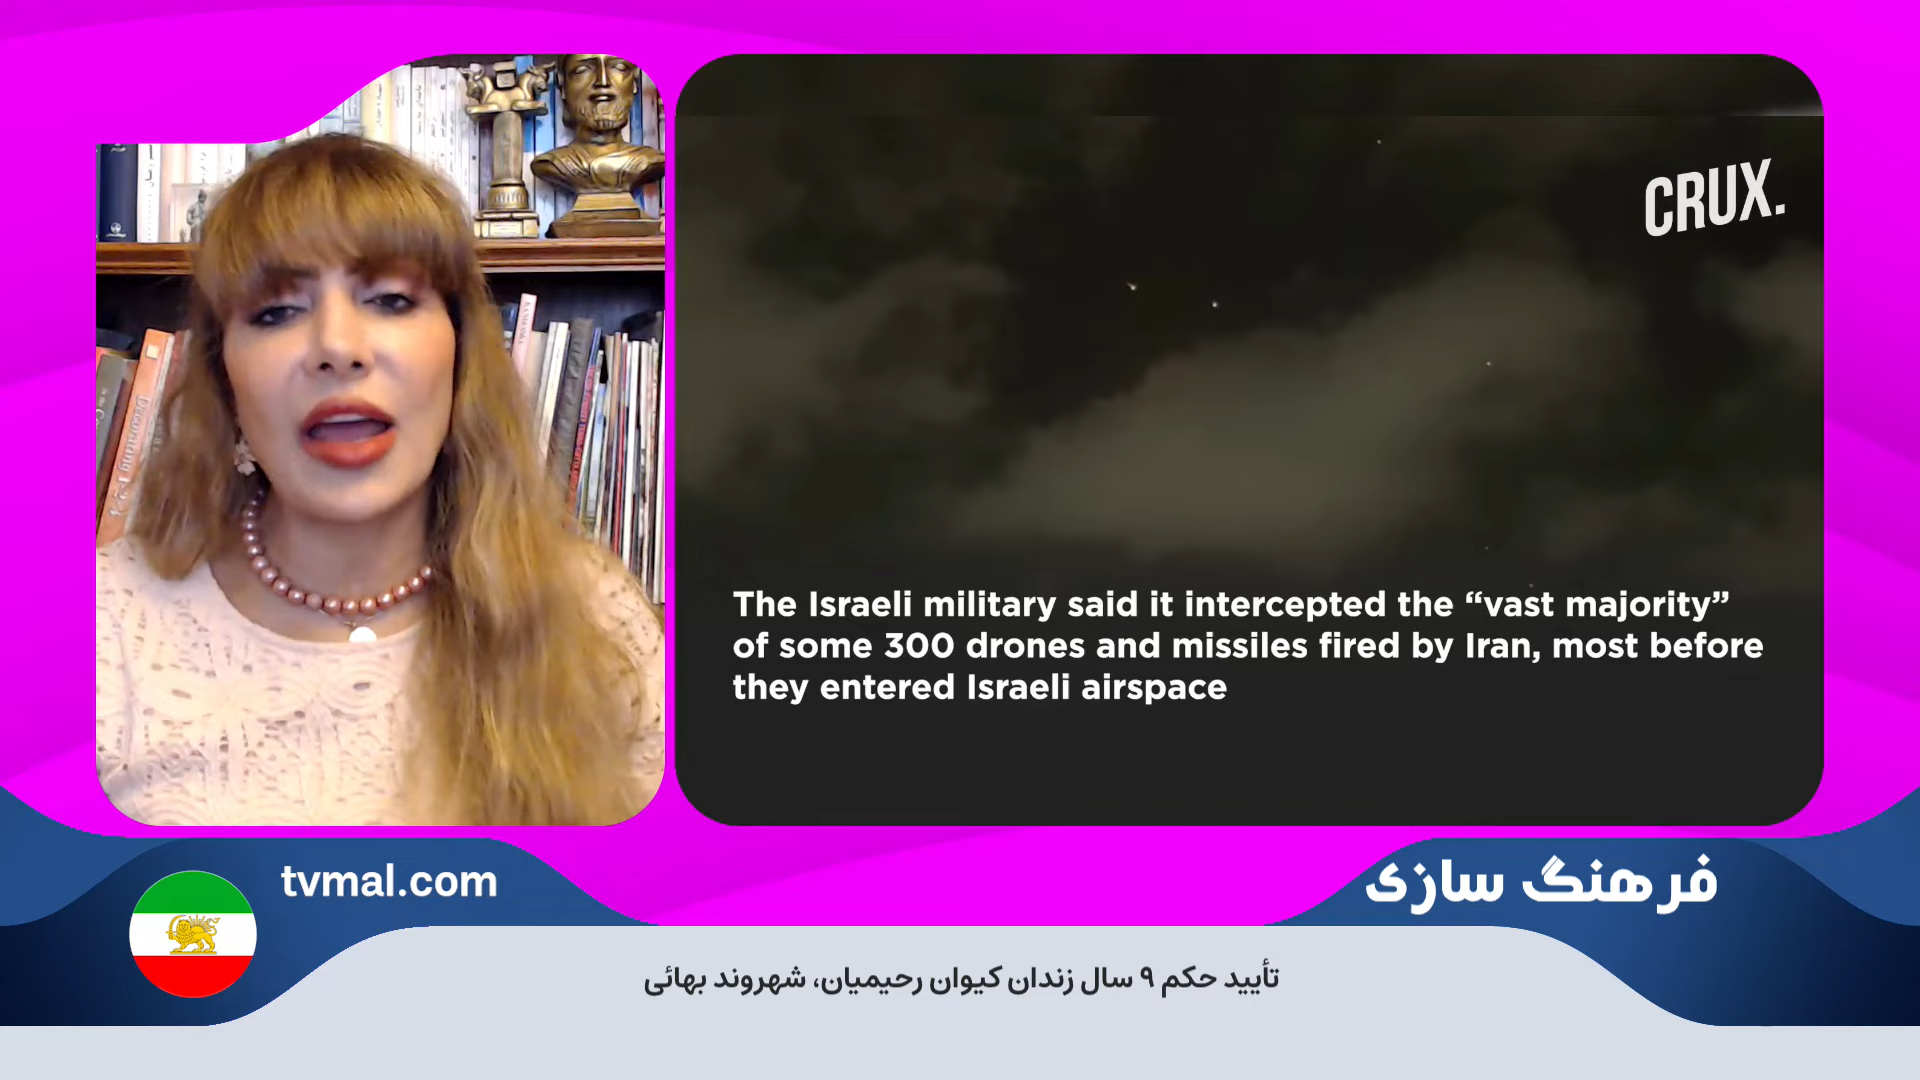 CRUX.
The Israeli military said it intercepted the “vast majority”
of some 300 drones and missiles fired by Iran, most before
they entered Israeli airspace
tvmal.com
فرهنگ سازی
تأیید حکم ۹ سال زندان کیوان رحیمیان، شهروند بهائی